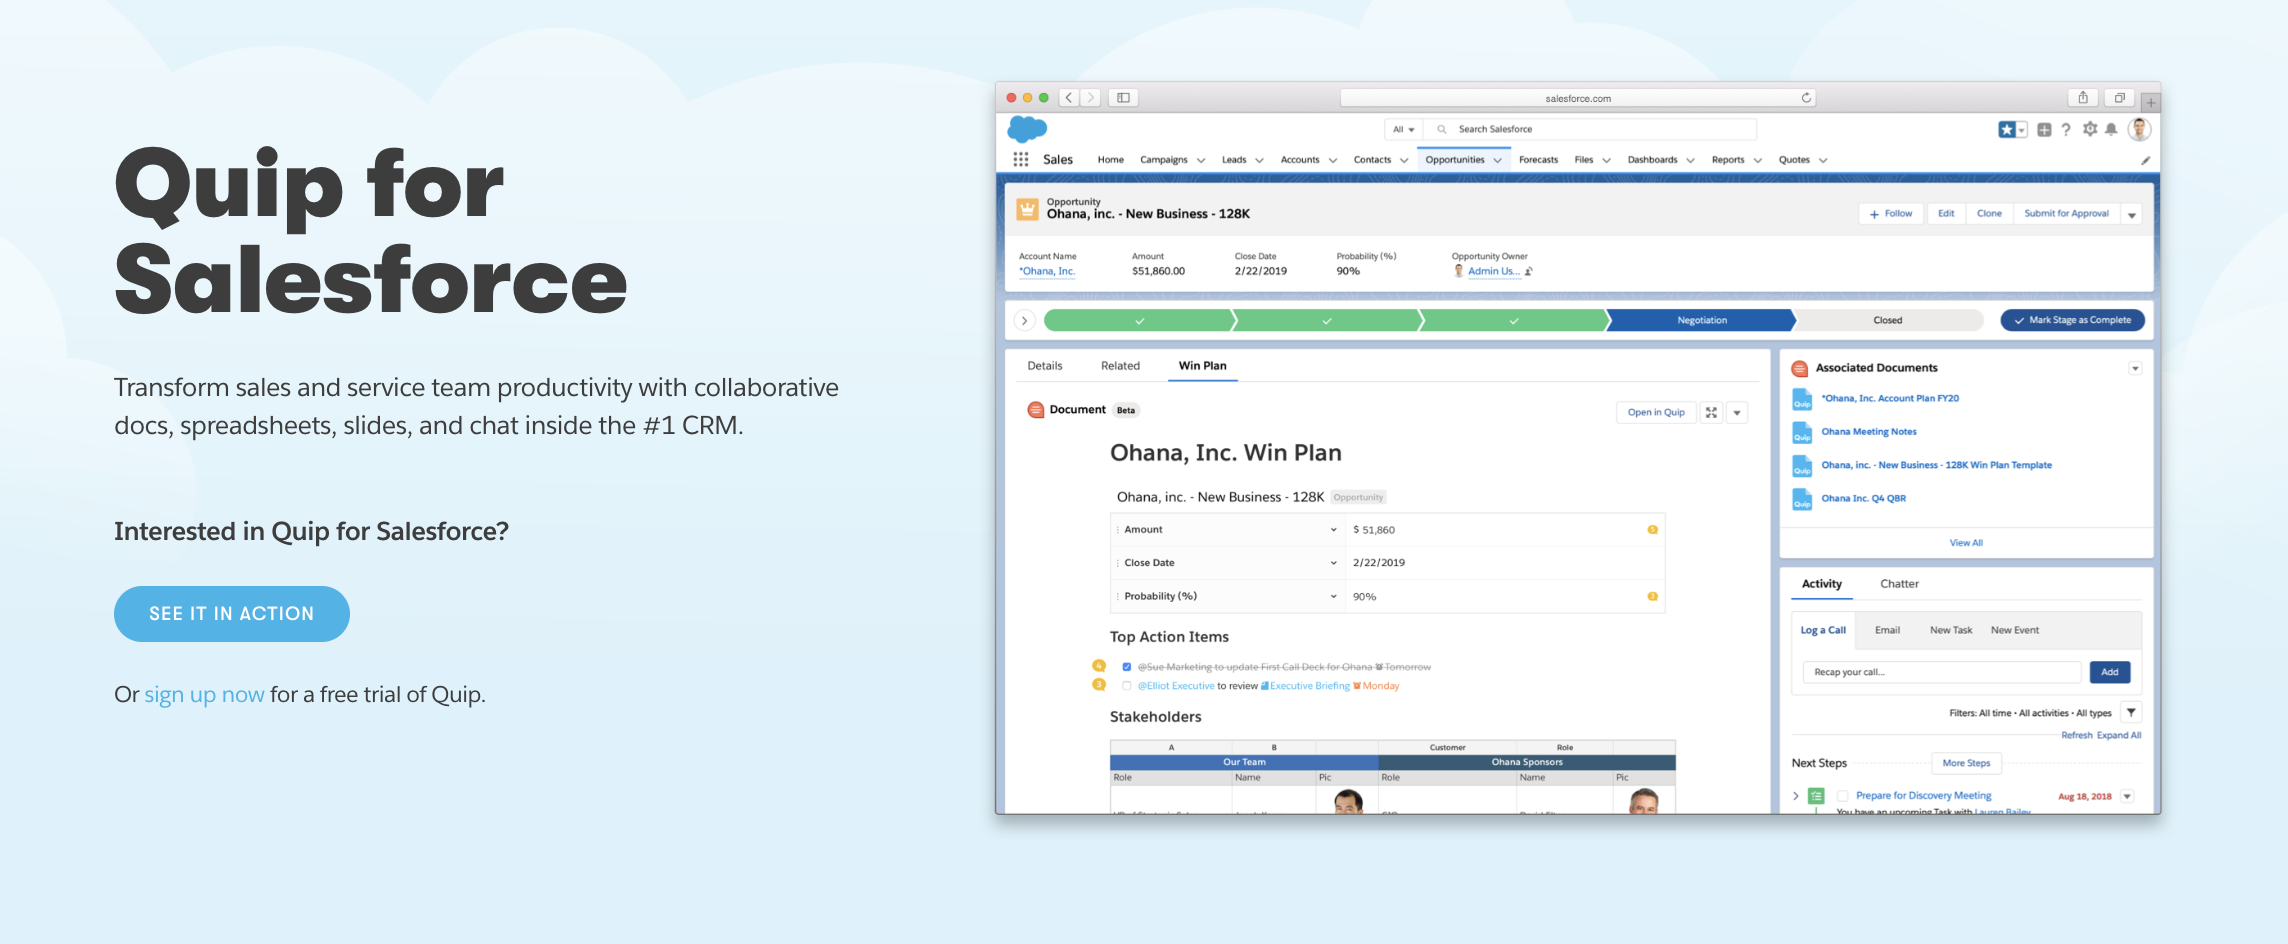 Quip for
Salesforce
Transform sales and service team productivity with collaborative
docs, spreadsheets, slides, and chat inside the #1 CRM.
Interested in Quip for Salesforce?
SEE IT IN ACTION
Or sign up now for a free trial of Quip.
salesforce.com
All Search Salesforce
Sales Home Campaigns Leads Accounts Contacts Opportunities Forecasts Files Dashboards Reports Quotes
Opportunity
Ohana, inc. - New Business - 128K
+ Follow Edit Clone Submit for Approval
Account Name Amount Close Date Probability (%) Opportunity Owner
*Ohana, Inc. $51,860.00 2/22/2019 90% Admin Us...
Negotiation Closed Mark Stage as Complete
Details Related Win Plan
Document Beta
Open in Quip
Ohana, Inc. Win Plan
Ohana, inc. - New Business - 128K Opportunity
Amount $ 51,860
Close Date 2/22/2019
Probability (%) 90%
Top Action Items
4 @Sue Marketing to update First Call Deck for Ohana Tomorrow
3 @Elliot Executive to review Executive Briefing Monday
Stakeholders
A B Customer Role
Our Team Ohana Sponsors
Role Name Pic Role Name Pic
Associated Documents
Quip *Ohana, Inc. Account Plan FY20
Quip Ohana Meeting Notes
Quip Ohana, inc. - New Business - 128K Win Plan Template
Quip Ohana Inc. Q4 QBR
View All
Activity Chatter
Log a Call Email New Task New Event
Recap your call... Add
Filters: All time • All activities • All types
Refresh Expand All
Next Steps More Steps
Prepare for Discovery Meeting Aug 18, 2018
You have an upcoming Task with Lauren Bailey